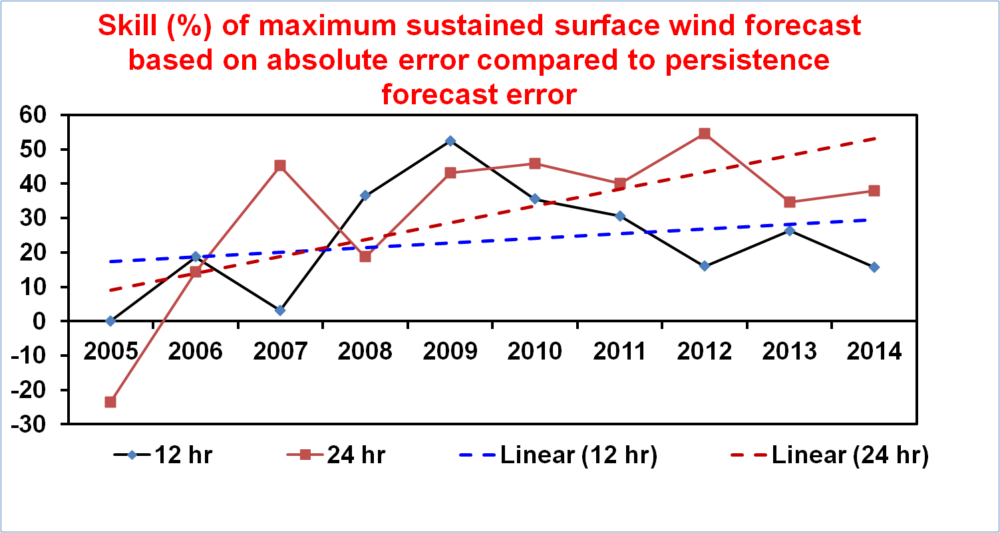 Skill (%) of maximum sustained surface wind forecast
based on absolute error compared to persistence
forecast error
60
50
40
30
20
10
0
-10
-20
-30
2005 2006 2007 2008 2009 2010 2011 2012 2013 2014
12 hr 24 hr Linear (12 hr) Linear (24 hr)